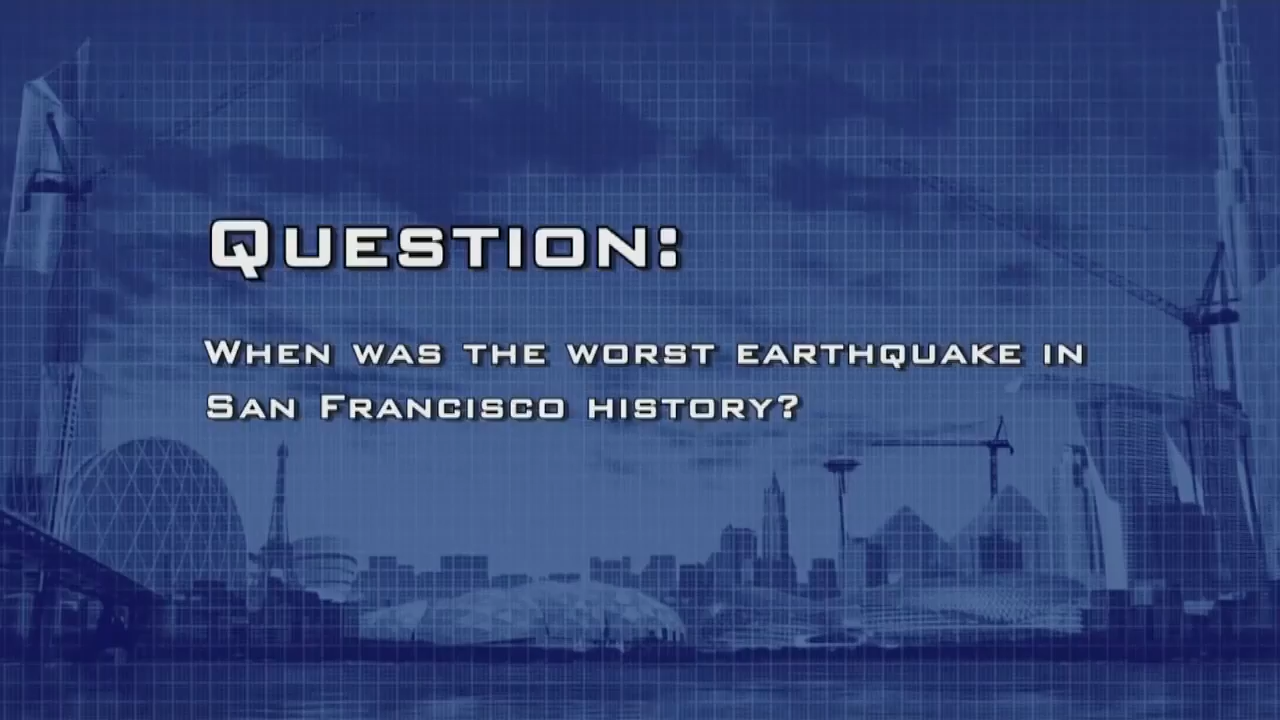 Question:
When was the worst earthquake in
San Francisco history?